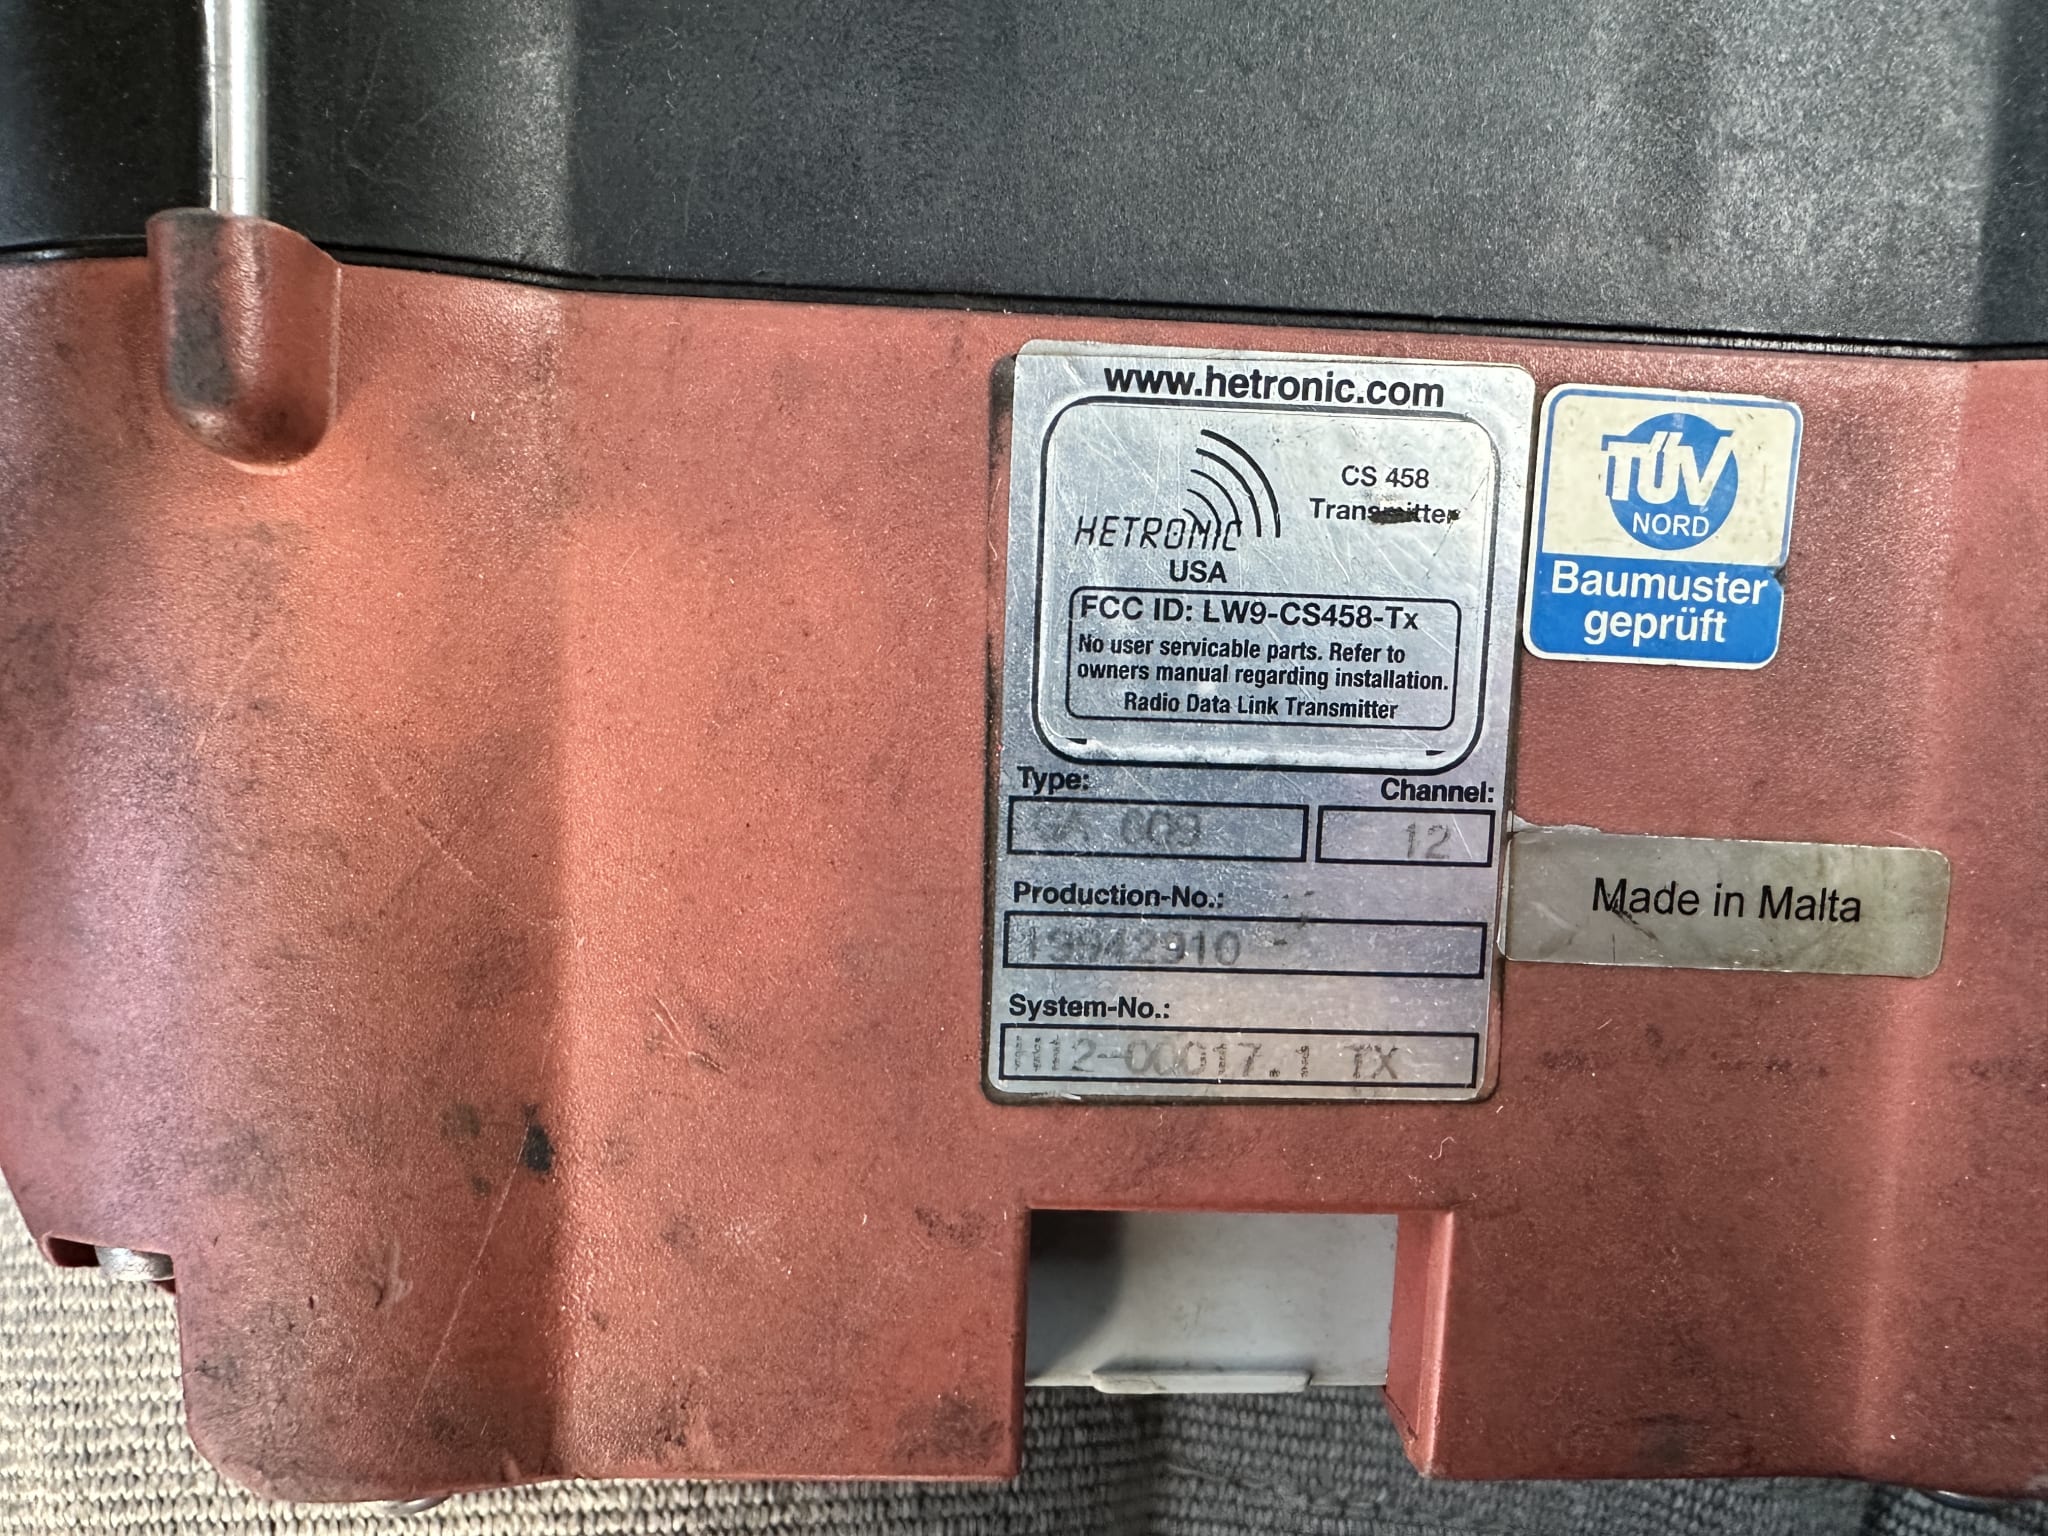 www.hetronic.com
CS 458
Transmitter
HETRONIC
USA
FCC ID: LW9-CS458-Tx
No user servicable parts. Refer to
owners manual regarding installation.
Radio Data Link Transmitter
TÜV
NORD
Baumuster
geprüft
Type:
Channel:
12
Made in Malta
Production-No.:
19942910
System-No.:
TX